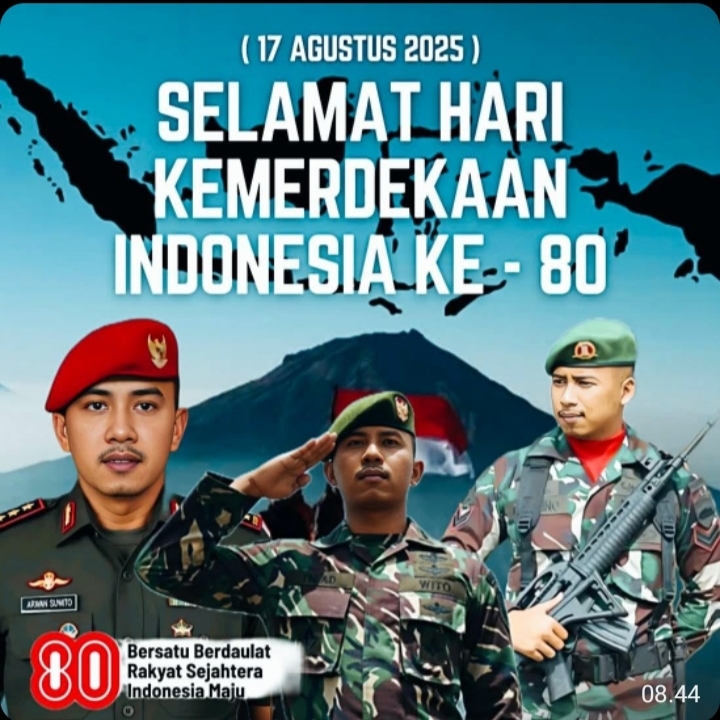 ( 17 AGUSTUS 2025 )
SELAMAT HARI
KEMERDEKAAN
INDONESIA KE - 80
WITO
ARWAN SUWITO
80
Bersatu Berdaulat
Rakyat Sejahtera
Indonesia Maju
08.44